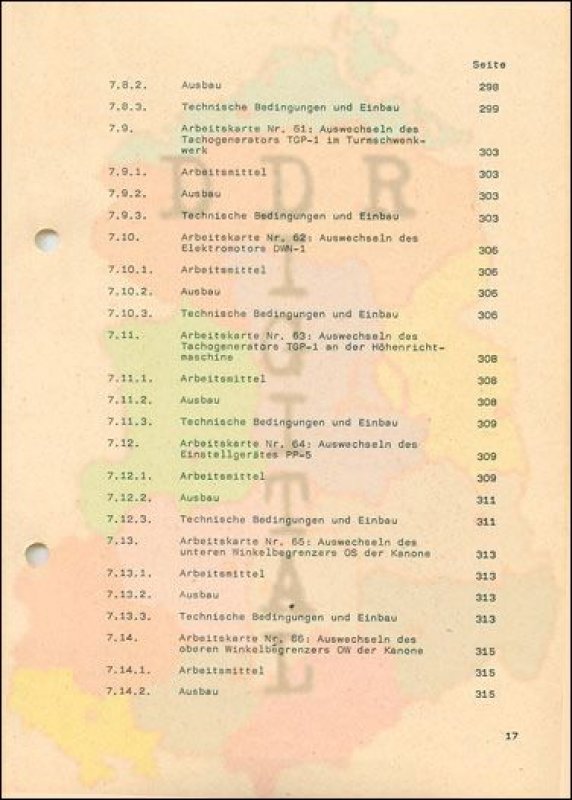 Seite
7.8.2. Ausbau 298
7.8.3. Technische Bedingungen und Einbau 299
7.9. Arbeitskarte Nr. 61: Auswechseln des
Tachogenerators TGP-1 im Turmschwenk-
werk 303
7.9.1. Arbeitsmittel 303
7.9.2. Ausbau 303
7.9.3. Technische Bedingungen und Einbau 303
7.10. Arbeitskarte Nr. 62: Auswechseln des
Elektromotors DWN-1 306
7.10.1. Arbeitsmittel 306
7.10.2. Ausbau 306
7.10.3. Technische Bedingungen und Einbau 306
7.11. Arbeitskarte Nr. 63: Auswechseln des
Tachogenerators TGP-1 an der Höhenricht-
maschine 308
7.11.1. Arbeitsmittel 308
7.11.2. Ausbau 308
7.11.3. Technische Bedingungen und Einbau 309
7.12. Arbeitskarte Nr. 64: Auswechseln des
Einstellgerätes PP-5 309
7.12.1. Arbeitsmittel 309
7.12.2. Ausbau 311
7.12.3. Technische Bedingungen und Einbau 311
7.13. Arbeitskarte Nr. 65: Auswechseln des
unteren Winkelbegrenzers OS der Kanone 313
7.13.1. Arbeitsmittel 313
7.13.2. Ausbau 313
7.13.3. Technische Bedingungen und Einbau 313
7.14. Arbeitskarte Nr. 66: Auswechseln des
oberen Winkelbegrenzers OW der Kanone 315
7.14.1. Arbeitsmittel 315
7.14.2. Ausbau 315
17
DDR
DIGITAL